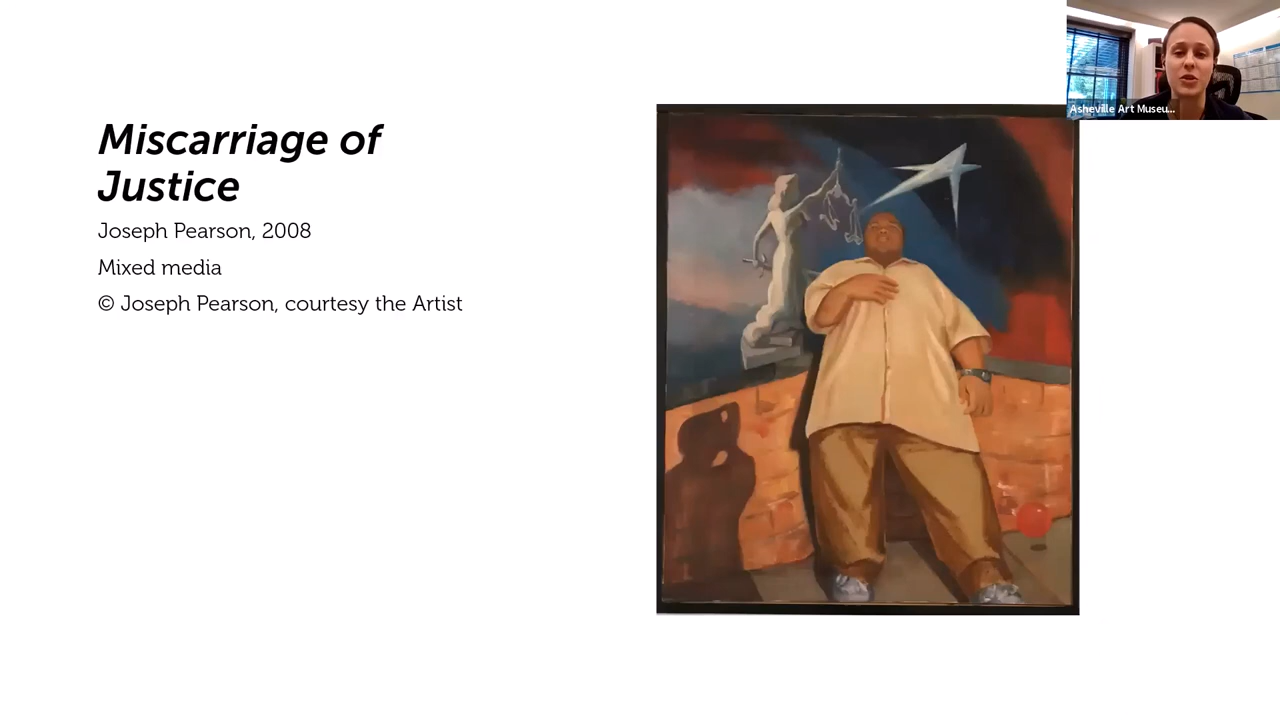 Miscarriage of
Justice
Joseph Pearson, 2008
Mixed media
© Joseph Pearson, courtesy the Artist
Asheville Art Museu...